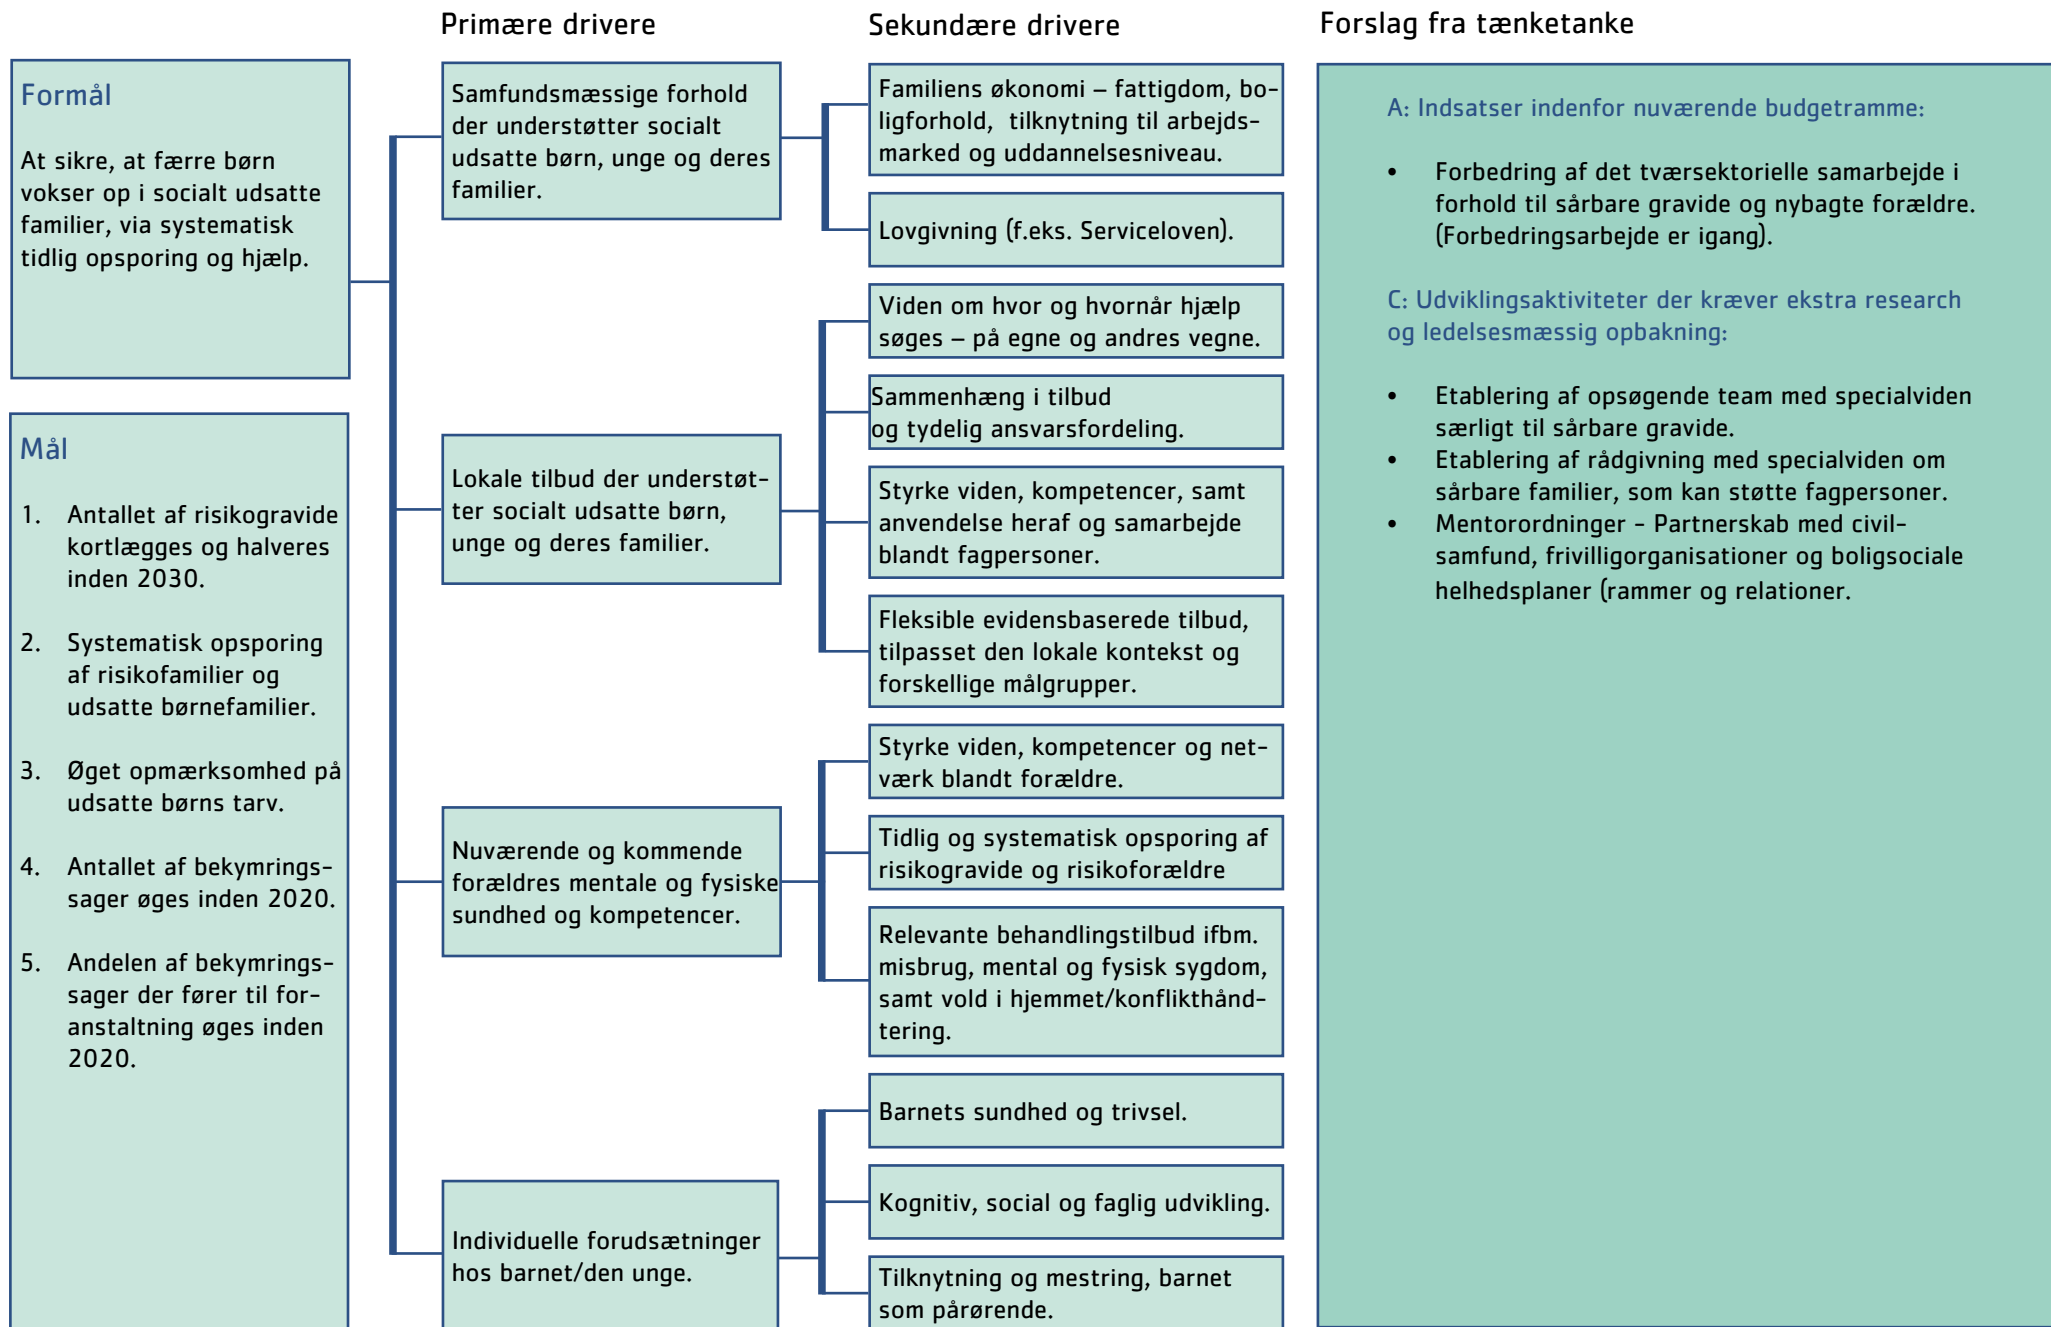 Primære drivere
Sekundære drivere
Forslag fra tænketanke
Formål
At sikre, at færre børn
vokser op i socialt udsatte
familier, via systematisk
tidlig opsporing og hjælp.
Mål
1. Antallet af risikogravide
kortlægges og halveres
inden 2030.
2. Systematisk opsporing
af risikofamilier og
udsatte børnefamilier.
3. Øget opmærksomhed på
udsatte børns tarv.
4. Antallet af bekymrings-
sager øges inden 2020.
5. Andelen af bekymrings-
sager der fører til for-
anstaltning øges inden
2020.
Samfundsmæssige forhold
der understøtter socialt
udsatte børn, unge og deres
familier.
Lokale tilbud der understøt-
ter socialt udsatte børn,
unge og deres familier.
Nuværende og kommende
forældres mentale og fysiske
sundhed og kompetencer.
Individuelle forudsætninger
hos barnet/den unge.
Familiens økonomi – fattigdom, bo-
ligforhold, tilknytning til arbejds-
marked og uddannelsesniveau.
Lovgivning (f.eks. Serviceloven).
Viden om hvor og hvornår hjælp
søges – på egne og andres vegne.
Sammenhæng i tilbud
og tydelig ansvarsfordeling.
Styrke viden, kompetencer, samt
anvendelse heraf og samarbejde
blandt fagpersoner.
Fleksible evidensbaserede tilbud,
tilpasset den lokale kontekst og
forskellige målgrupper.
Styrke viden, kompetencer og net-
værk blandt forældre.
Tidlig og systematisk opsporing af
risikogravide og risikoforældre
Relevante behandlingstilbud ifbm.
misbrug, mental og fysisk sygdom,
samt vold i hjemmet/konflikthånd-
tering.
Barnets sundhed og trivsel.
Kognitiv, social og faglig udvikling.
Tilknytning og mestring, barnet
som pårørende.
A: Indsatser indenfor nuværende budgetramme:
• Forbedring af det tværsektorielle samarbejde i
forhold til sårbare gravide og nybagte forældre.
(Forbedringsarbejde er igang).
C: Udviklingsaktiviteter der kræver ekstra research
og ledelsesmæssig opbakning:
• Etablering af opsøgende team med specialviden
særligt til sårbare gravide.
• Etablering af rådgivning med specialviden om
sårbare familier, som kan støtte fagpersoner.
• Mentorordninger - Partnerskab med civil-
samfund, frivilligorganisationer og boligsociale
helhedsplaner (rammer og relationer.